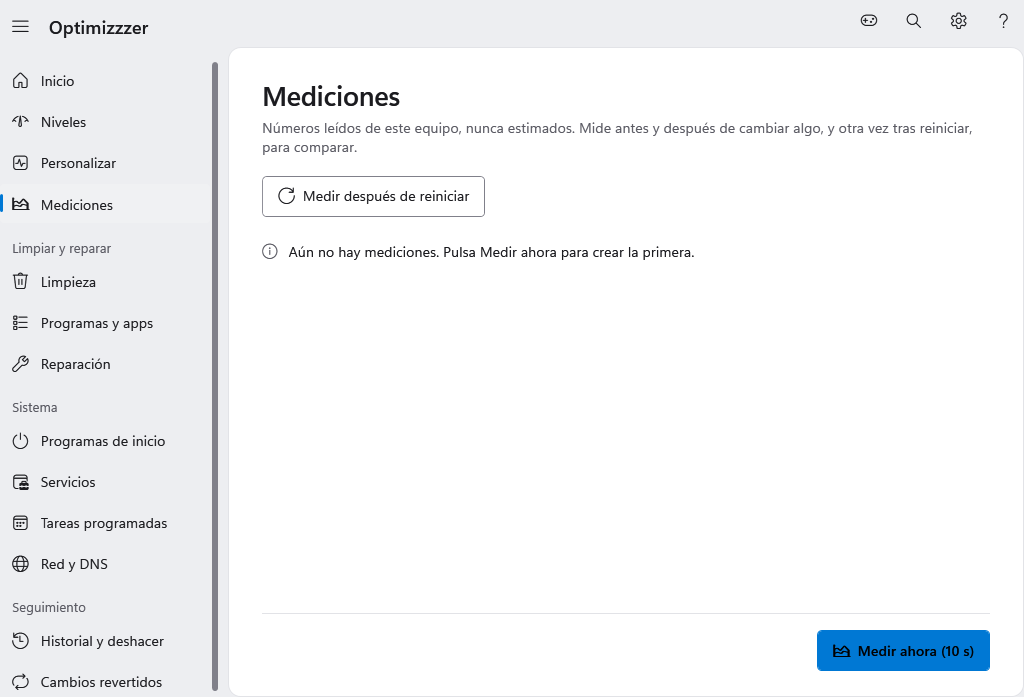 Optimizzzer
?
Inicio
Niveles
Personalizar
Mediciones
Limpiar y reparar
Limpieza
Programas y apps
Reparación
Sistema
Programas de inicio
Servicios
Tareas programadas
Red y DNS
Seguimiento
Historial y deshacer
Cambios revertidos
Mediciones
Números leídos de este equipo, nunca estimados. Mide antes y después de cambiar algo, y otra vez tras reiniciar,
para comparar.
Medir después de reiniciar
Aún no hay mediciones. Pulsa Medir ahora para crear la primera.
Medir ahora (10 s)